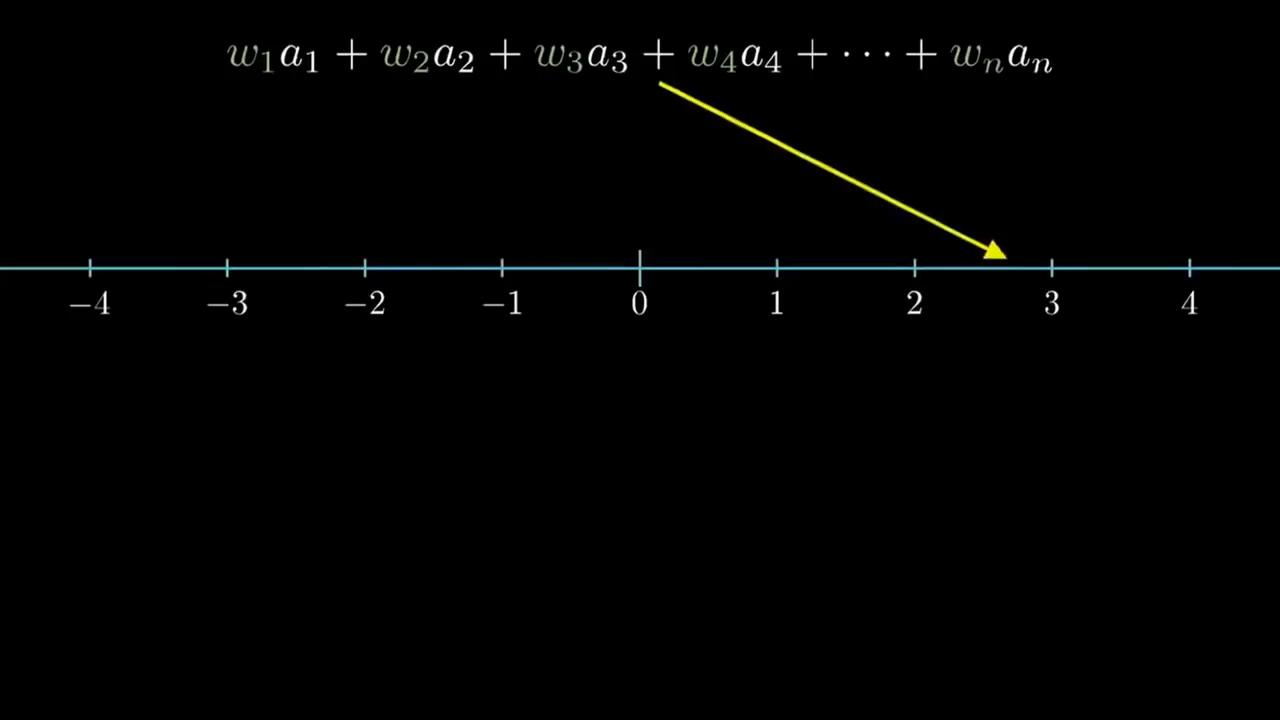 w₁a₁ + w₂a₂ + w₃a₃ + w₄a₄ + ⋯ + wₙaₙ
−4 −3 −2 −1 0 1 2 3 4